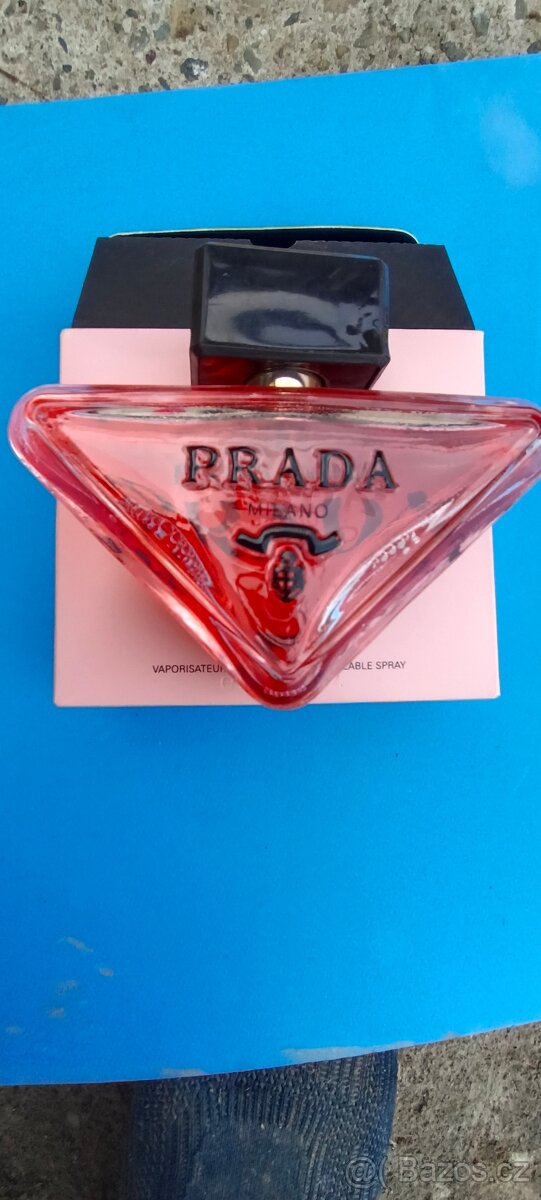 PRADA
MILANO
VAPORISATEUR
ABLE SPRAY
Bazos.cz